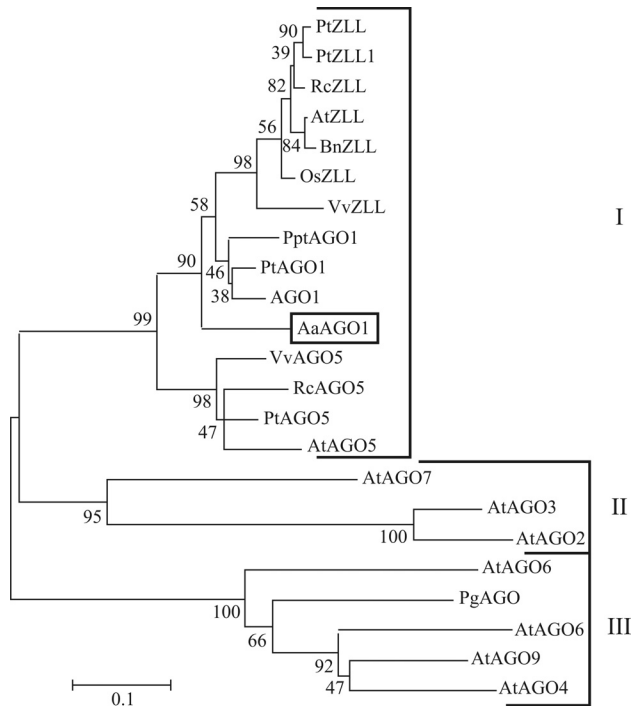 PtZLL
90
39
PtZLL1
82
RcZLL
AtZLL
56
84
BnZLL
98
OsZLL
58
VvZLL
I
PptAGO1
90
46
PtAGO1
38
AGO1
99
AaAGO1
VvAGO5
98
RcAGO5
47
PtAGO5
AtAGO5
AtAGO7
95
AtAGO3
II
100
AtAGO2
AtAGO6
100
PgAGO
66
AtAGO6
III
92
AtAGO9
47
AtAGO4
0.1